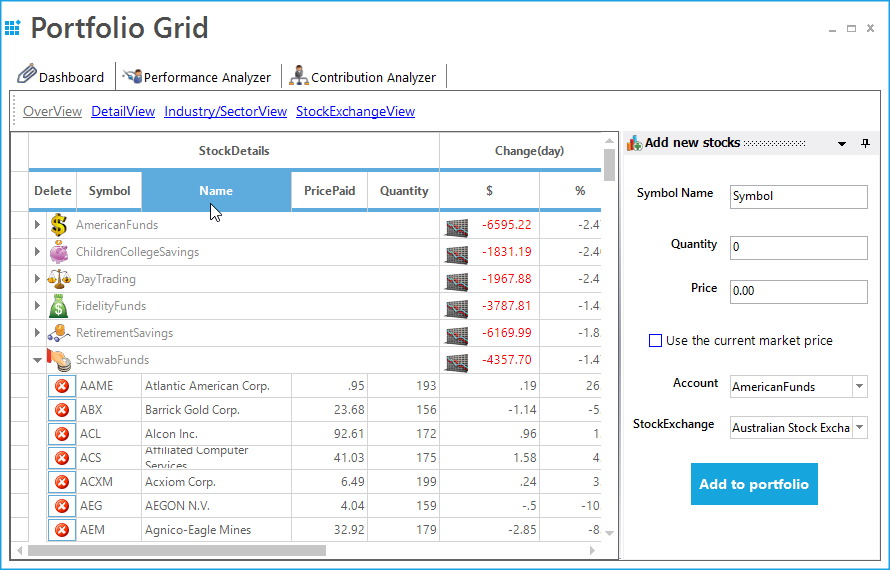 Portfolio Grid
Dashboard Performance Analyzer Contribution Analyzer
OverView DetailView Industry/SectorView StockExchangeView
StockDetails Change(day)
Delete Symbol Name PricePaid Quantity $ %
AmericanFunds -6595.22
ChildrenCollegeSavings -1831.19
DayTrading -1967.88
FidelityFunds -3787.81 -1.4
RetirementSavings -6169.99 -1.8
SchwabFunds -4357.70 -1.4
AAME Atlantic American Corp. .95 193 .19 26
ABX Barrick Gold Corp. 23.68 156 -1.14 -5
ACL Alcon Inc. 92.61 172 .96 1
ACS Affiliated Computer Services 41.03 175 1.58 4
ACXM Acxiom Corp. 6.49 199 .24 3
AEG AEGON N.V. 4.04 159 -.5 -10
AEM Agnico-Eagle Mines 32.92 179 -2.85 -8
Add new stocks
Symbol Name Symbol
Quantity 0
Price 0.00
Use the current market price
Account AmericanFunds
StockExchange Australian Stock Excha
Add to portfolio